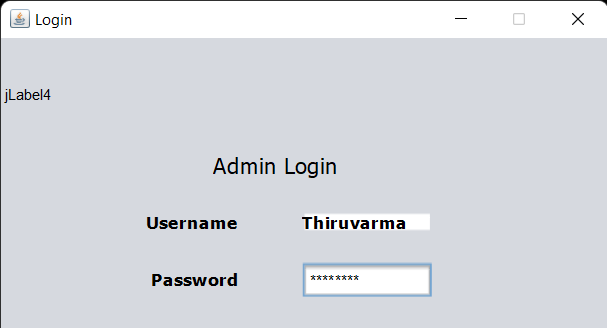 Login
jLabel4
Admin Login
Username Thiruvarma
Password ********